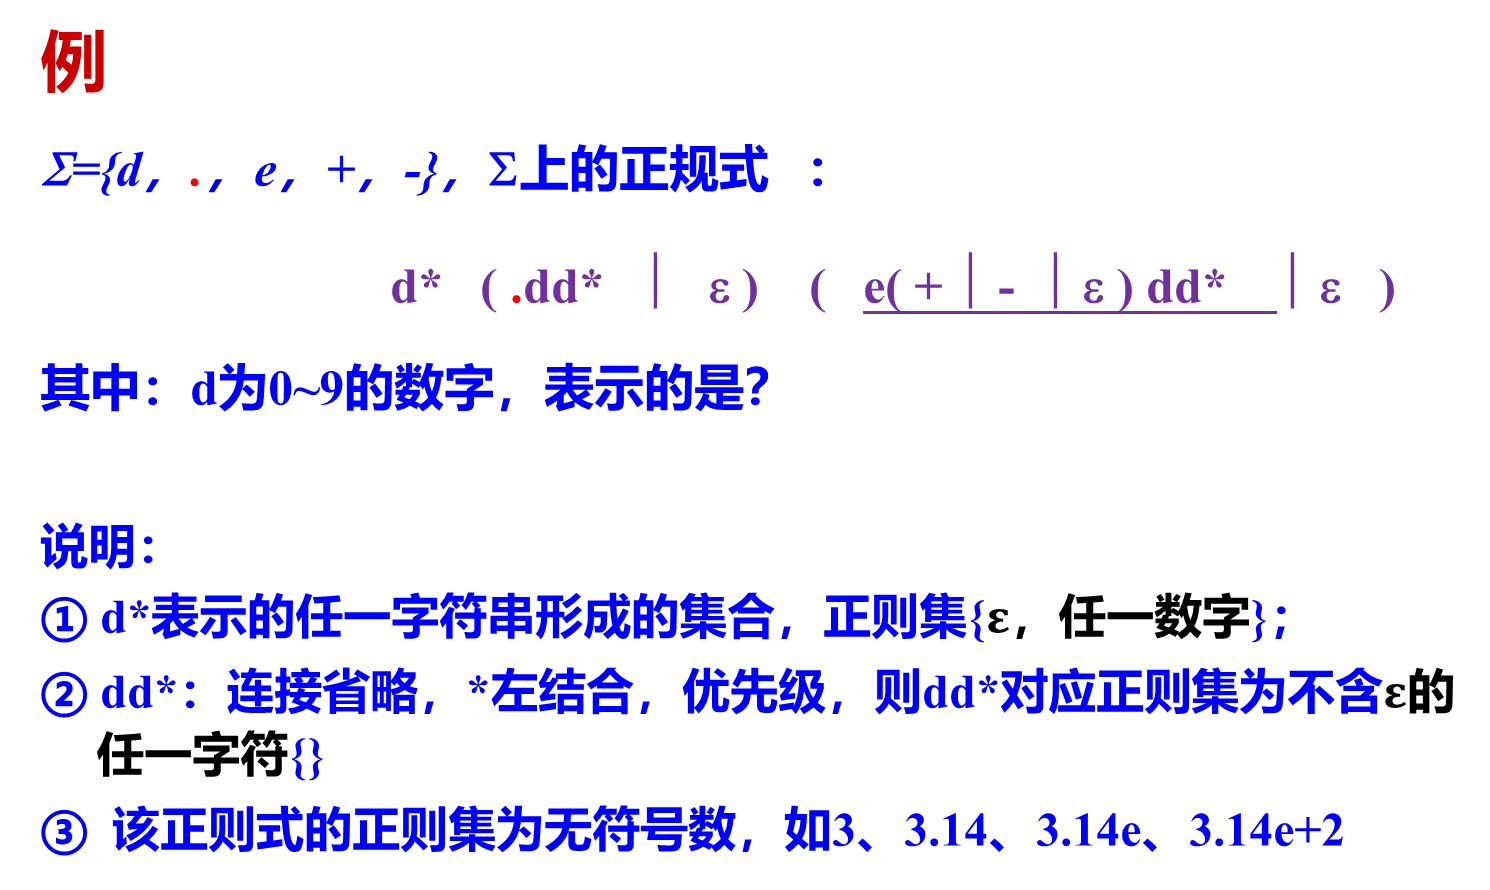 例
Σ={d，.，e，+，-}，Σ上的正规式 ：
d* ( .dd* | ε ) ( e( + | - | ε ) dd* | ε )
其中：d为0~9的数字，表示的是?
说明：
① d*表示的任一字符串形成的集合，正则集{ε，任一数字}；
② dd*：连接省略，*左结合，优先级，则dd*对应正则集为不含ε的
任一字符{}
③ 该正则式的正则集为无符号数，如3、3.14、3.14e、3.14e+2